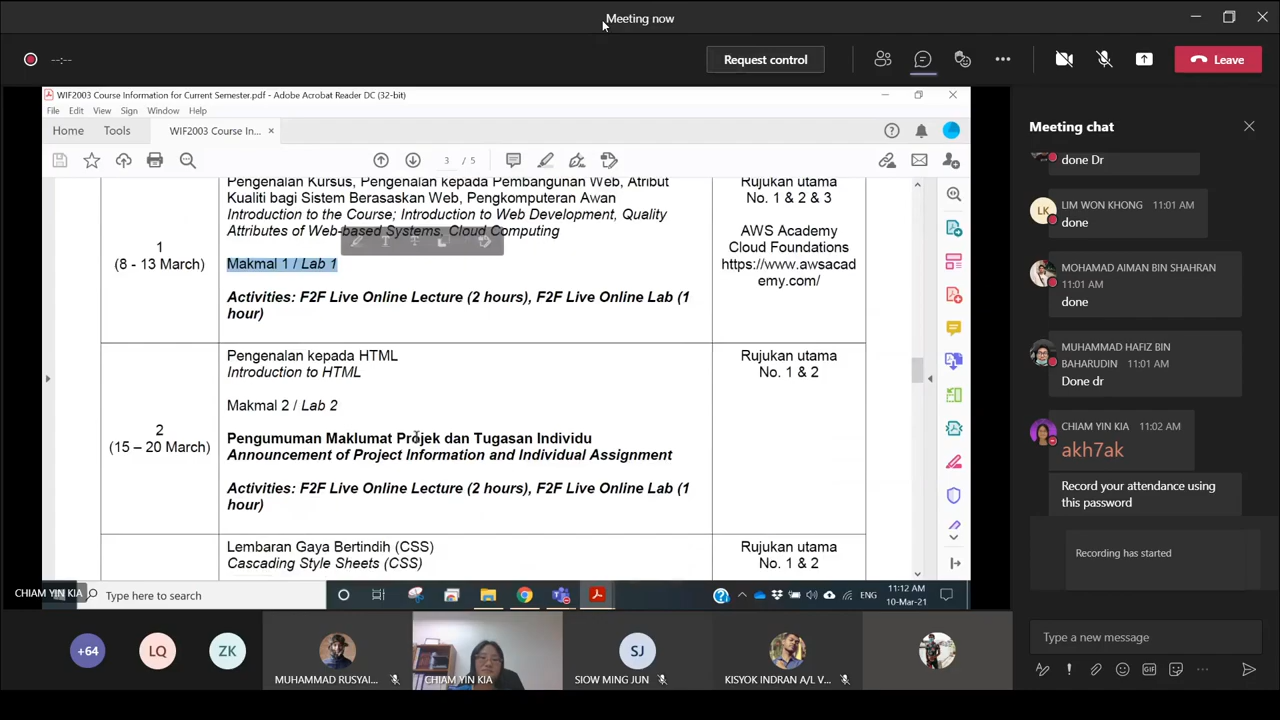 Meeting now
--:--
Request control
Leave
WIF2003 Course Information for Current Semester.pdf - Adobe Acrobat Reader DC (32-bit)
File Edit View Sign Window Help
Home Tools WIF2003 Course In... ×
3 / 5
Pengenalan Kursus, Pengenalan kepada Pembangunan Web, Atribut
Kualiti bagi Sistem Berasaskan Web, Pengkomputeran Awan
Introduction to the Course; Introduction to Web Development, Quality
Attributes of Web-based Systems, Cloud Computing
1
(8 - 13 March)
Makmal 1 / Lab 1
Activities: F2F Live Online Lecture (2 hours), F2F Live Online Lab (1
hour)
Rujukan utama
No. 1 & 2 & 3
AWS Academy
Cloud Foundations
https://www.awsacad
emy.com/
Pengenalan kepada HTML
Introduction to HTML
Makmal 2 / Lab 2
2
(15 – 20 March)
Pengumuman Maklumat Projek dan Tugasan Individu
Announcement of Project Information and Individual Assignment
Activities: F2F Live Online Lecture (2 hours), F2F Live Online Lab (1
hour)
Rujukan utama
No. 1 & 2
Lembaran Gaya Bertindih (CSS)
Cascading Style Sheets (CSS)
Rujukan utama
No. 1 & 2
CHIAM YIN KIA
Type here to search
ENG
11:12 AM
10-Mar-21
Meeting chat
done Dr
LK
LIM WON KHONG 11:01 AM
done
MOHAMAD AIMAN BIN SHAHRAN
11:01 AM
done
MUHAMMAD HAFIZ BIN
BAHARUDIN 11:01 AM
Done dr
CHIAM YIN KIA 11:02 AM
akh7ak
Record your attendance using
this password
Recording has started
Type a new message
GIF
+64
LQ
ZK
MUHAMMAD RUSYAI...
CHIAM YIN KIA
SJ
SIOW MING JUN
KISYOK INDRAN A/L V...